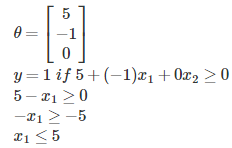 θ = [5 −1 0]
y = 1 if 5 + (−1)x₁ + 0x₂ ≥ 0
5 − x₁ ≥ 0
−x₁ ≥ −5
x₁ ≤ 5